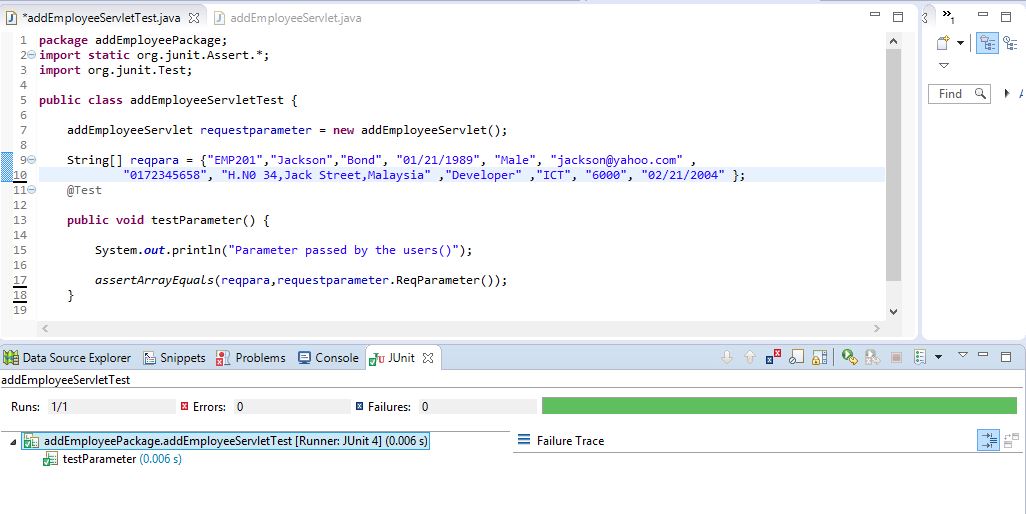 *addEmployeeServletTest.java addEmployeeServlet.java
1 package addEmployeePackage;
2 import static org.junit.Assert.*;
3 import org.junit.Test;
4
5 public class addEmployeeServletTest {
6
7 addEmployeeServlet requestparameter = new addEmployeeServlet();
8
9 String[] reqpara = {"EMP201","Jackson","Bond", "01/21/1989", "Male", "jackson@yahoo.com" ,
10 "0172345658", "H.N0 34,Jack Street,Malaysia" ,"Developer" ,"ICT", "6000", "02/21/2004" };
11 @Test
12
13 public void testParameter() {
14
15 System.out.println("Parameter passed by the users()");
16
17 assertArrayEquals(reqpara,requestparameter.ReqParameter());
18 }
19
»1
Find
Data Source Explorer Snippets Problems Console JUnit
addEmployeeServletTest
Runs: 1/1 Errors: 0 Failures: 0
addEmployeePackage.addEmployeeServletTest [Runner: JUnit 4] (0.006 s)
testParameter (0.006 s)
Failure Trace